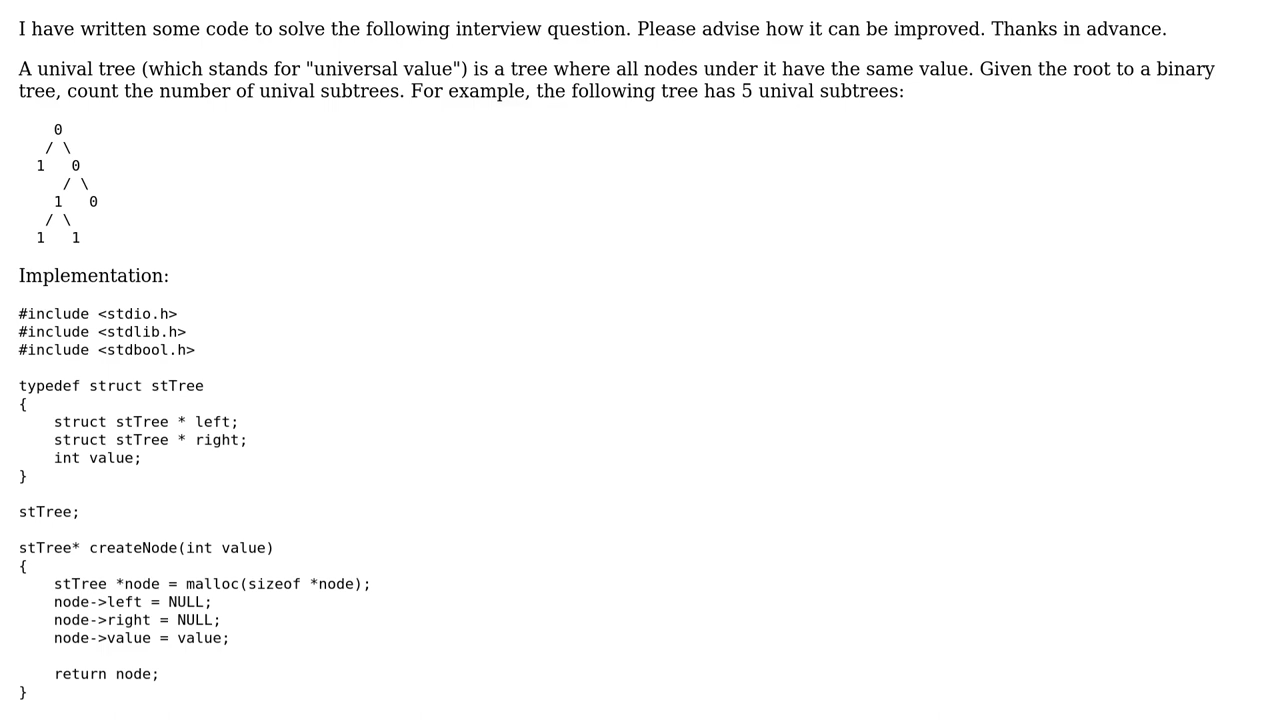 I have written some code to solve the following interview question. Please advise how it can be improved. Thanks in advance.
A unival tree (which stands for "universal value") is a tree where all nodes under it have the same value. Given the root to a binary
tree, count the number of unival subtrees. For example, the following tree has 5 unival subtrees:
    0
   / \
  1   0
     / \
    1   0
   / \
  1   1
Implementation:
#include <stdio.h>
#include <stdlib.h>
#include <stdbool.h>
typedef struct stTree
{
    struct stTree * left;
    struct stTree * right;
    int value;
}
stTree;
stTree* createNode(int value)
{
    stTree *node = malloc(sizeof *node);
    node->left = NULL;
    node->right = NULL;
    node->value = value;
    return node;
}